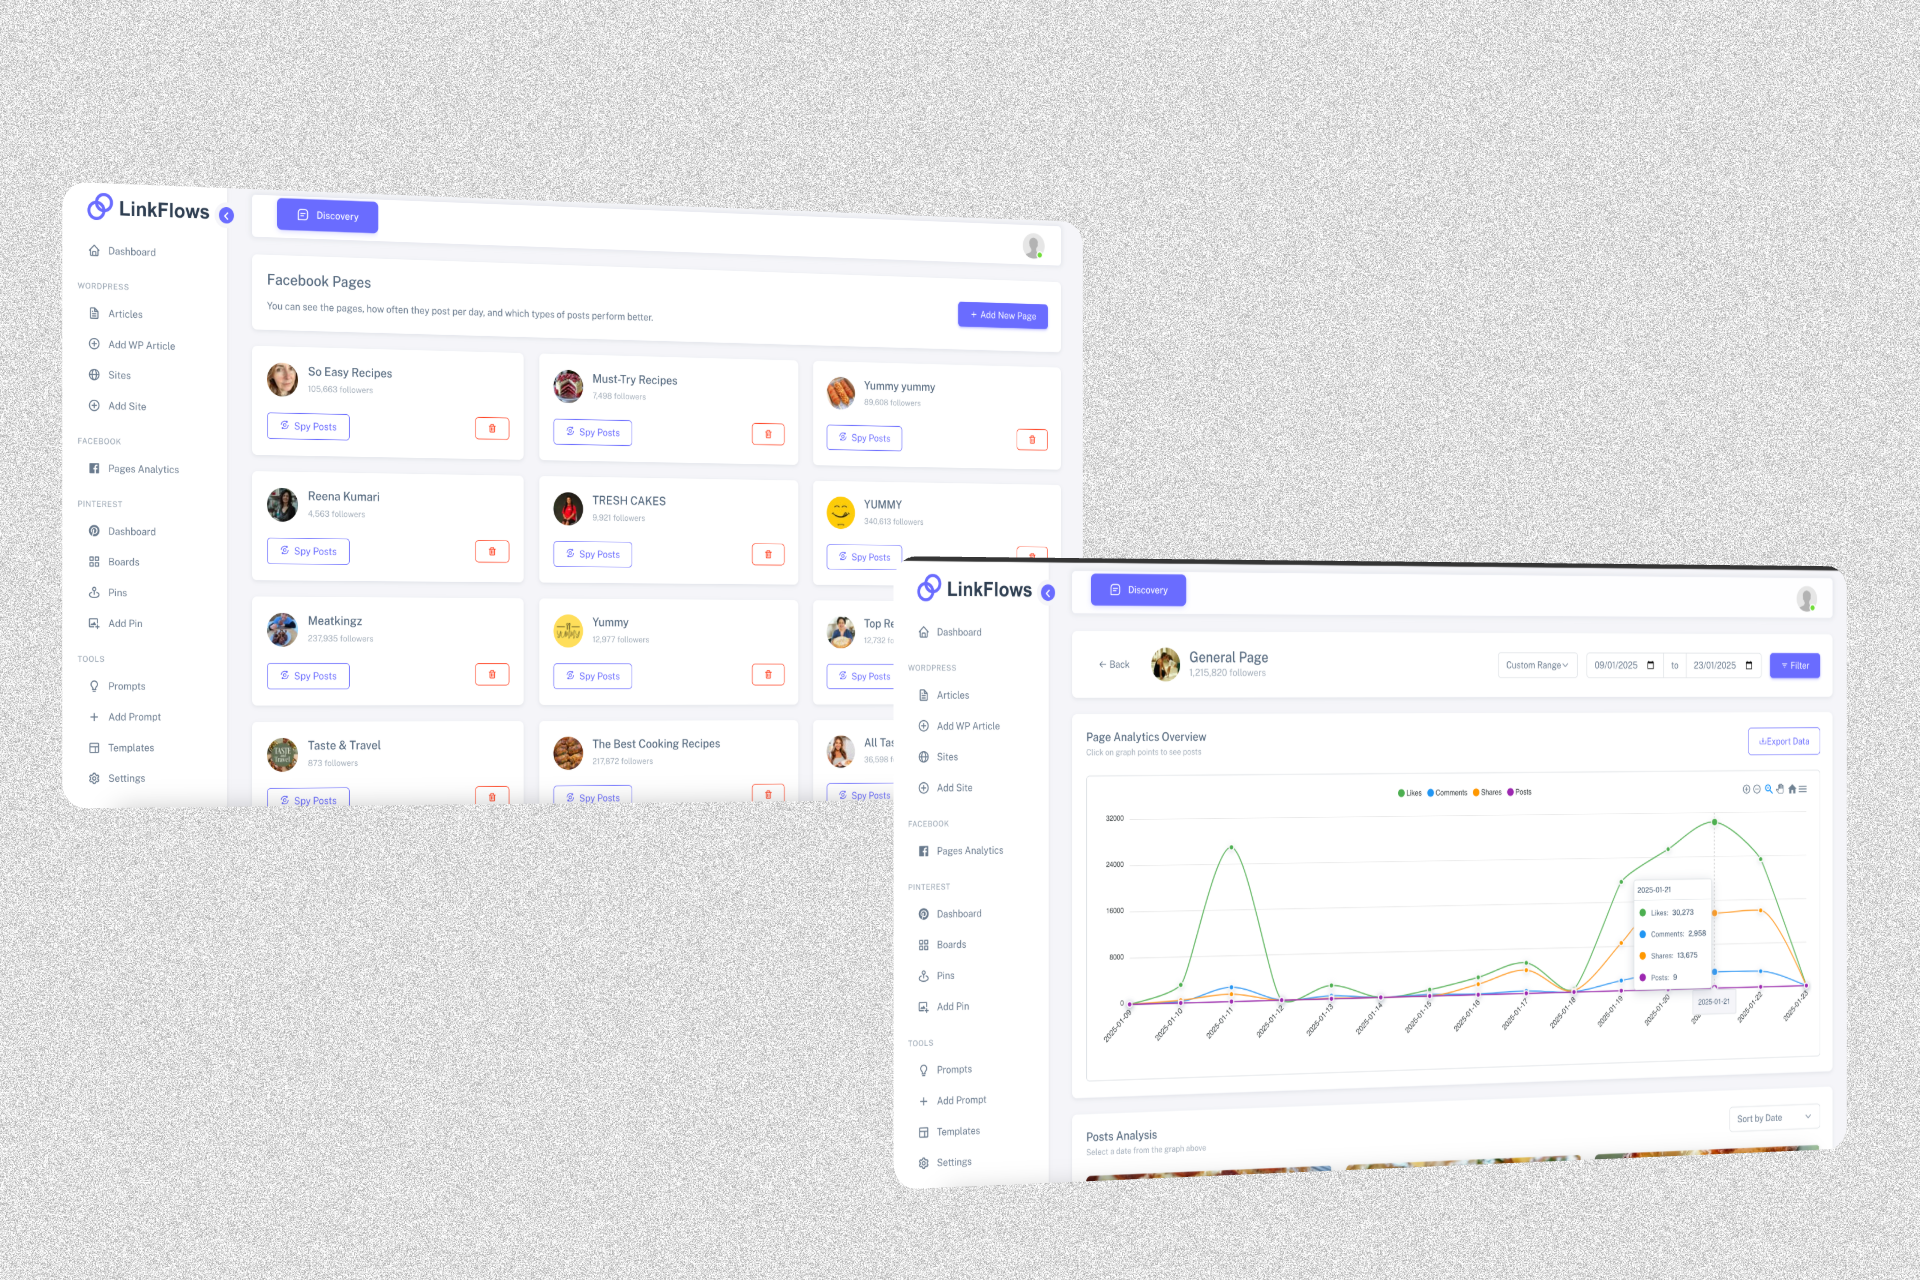 LinkFlows
Discovery
Dashboard
WORDPRESS
Articles
Add WP Article
Sites
Add Site
FACEBOOK
Pages Analytics
PINTEREST
Dashboard
Boards
Pins
Add Pin
TOOLS
Prompts
+ Add Prompt
Templates
Settings
Facebook Pages
You can see the pages, how often they post per day, and which types of posts perform better.
+ Add New Page
So Easy Recipes
105,663 followers
Spy Posts
Must-Try Recipes
7,498 followers
Spy Posts
Yummy yummy
89,608 followers
Spy Posts
Reena Kumari
4,563 followers
Spy Posts
TRESH CAKES
9,921 followers
Spy Posts
YUMMY
340,613 followers
Spy Posts
Meatkingz
237,935 followers
Spy Posts
Yummy
12,977 followers
Spy Posts
Top Re
12,732 fo
Spy Posts
Taste & Travel
873 followers
Spy Posts
The Best Cooking Recipes
217,872 followers
Spy Posts
All Tas
36,598 f
Spy Posts
LinkFlows
Discovery
Dashboard
WORDPRESS
Articles
Add WP Article
Sites
Add Site
FACEBOOK
Pages Analytics
PINTEREST
Dashboard
Boards
Pins
Add Pin
TOOLS
Prompts
+ Add Prompt
Templates
Settings
← Back
General Page
1,215,820 followers
Custom Range
09/01/2025
to
23/01/2025
Filter
Page Analytics Overview
Click on graph points to see posts
Export Data
Likes Comments Shares Posts
32000
24000
16000
8000
0
2025-01-21
Likes: 30,273
Comments: 2,958
Shares: 13,675
Posts: 9
2025-01-09
2025-01-10
2025-01-11
2025-01-12
2025-01-13
2025-01-14
2025-01-15
2025-01-16
2025-01-17
2025-01-18
2025-01-19
2025-01-20
2025-01-21
2025-01-22
2025-01-23
Posts Analysis
Select a date from the graph above
Sort by Date